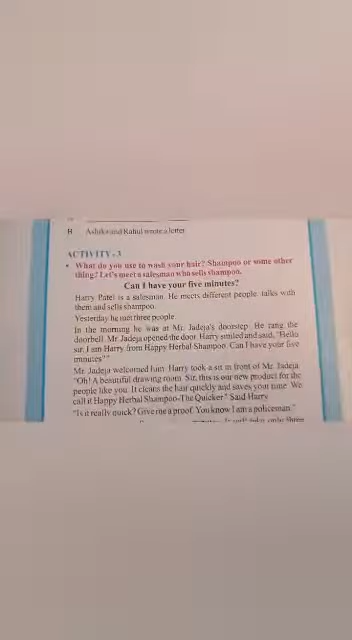 B Ashika and Rahul wrote a letter
ACTIVITY - 3
• What do you use to wash your hair? Shampoo or some other
thing? Let's meet a salesman who sells shampoo.
Can I have your five minutes?
Harry Patel is a salesman. He meets different people, talks with
them and sells shampoo.
Yesterday he met three people.
In the morning he was at Mr. Jadeja's doorstep. He rang the
doorbell. Mr. Jadeja opened the door. Harry smiled and said, "Hello
sir, I am Harry from Happy Herbal Shampoo. Can I have your five
minutes?"
Mr. Jadeja welcomed him. Harry took a sit in front of Mr. Jadeja.
"Oh! A beautiful drawing room. Sir, this is our new product for the
people like you. It cleans the hair quickly and saves your time. We
call it Happy Herbal Shampoo-The Quicker." Said Harry.
"Is it really quick? Give me a proof. You know I am a policeman."